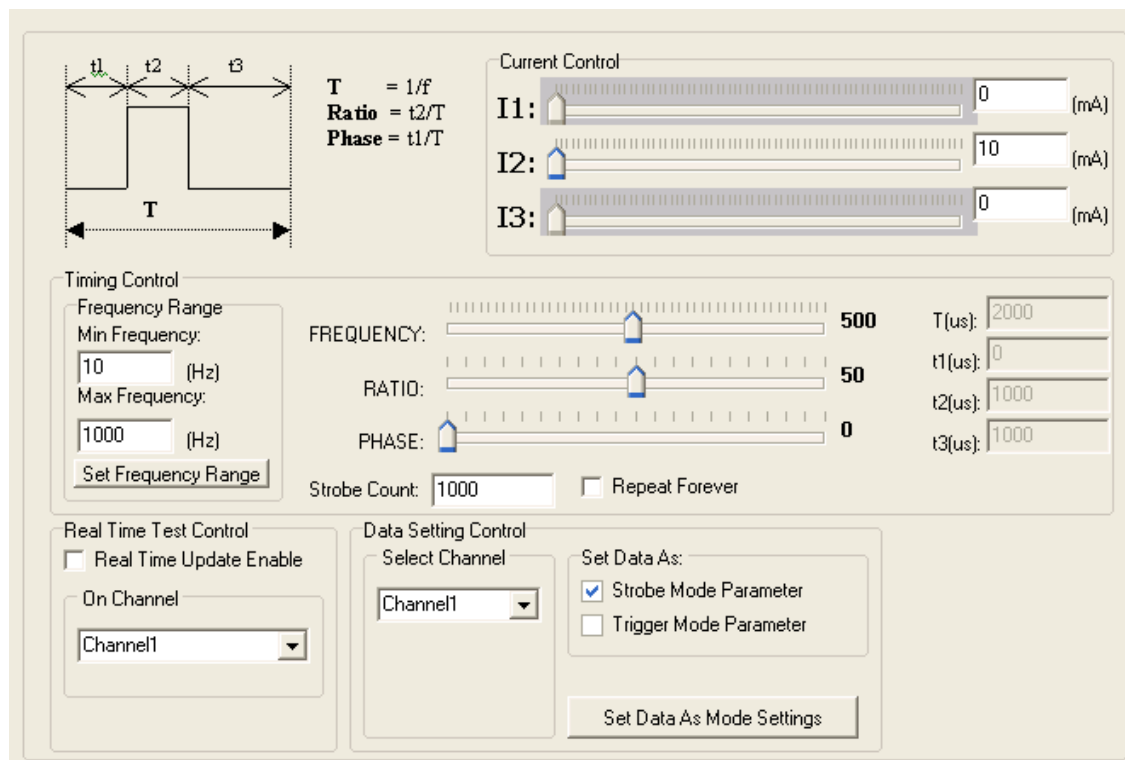 t1 t2 t3
T = 1/f
Ratio = t2/T
Phase = t1/T
T
Current Control
I1: 0 (mA)
I2: 10 (mA)
I3: 0 (mA)
Timing Control
Frequency Range
Min Frequency:
10 (Hz)
Max Frequency:
1000 (Hz)
Set Frequency Range
FREQUENCY: 500
RATIO: 50
PHASE: 0
Strobe Count: 1000 Repeat Forever
T(us): 2000
t1(us): 0
t2(us): 1000
t3(us): 1000
Real Time Test Control
Real Time Update Enable
On Channel
Channel1
Data Setting Control
Select Channel
Channel1
Set Data As:
Strobe Mode Parameter
Trigger Mode Parameter
Set Data As Mode Settings